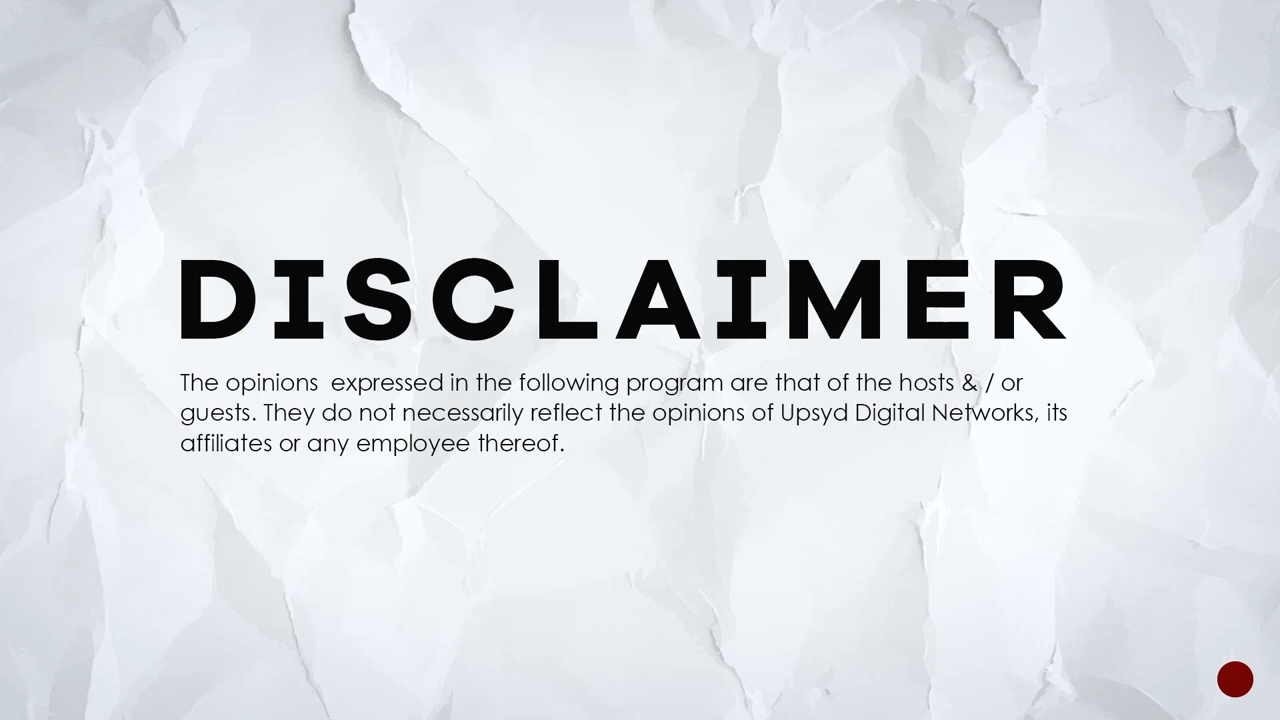 DISCLAIMER
The opinions  expressed in the following program are that of the hosts & / or
guests. They do not necessarily reflect the opinions of Upsyd Digital Networks, its
affiliates or any employee thereof.